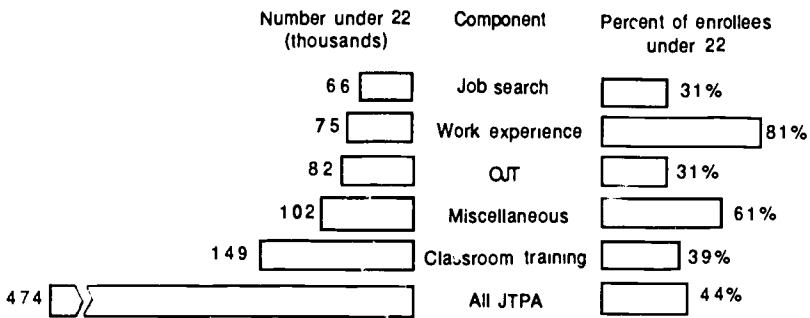 Number under 22 Component Percent of enrollees
(thousands) under 22
66 Job search 31%
75 Work experience 81%
82 OJT 31%
102 Miscellaneous 61%
149 Classroom training 39%
474 All JTPA 44%